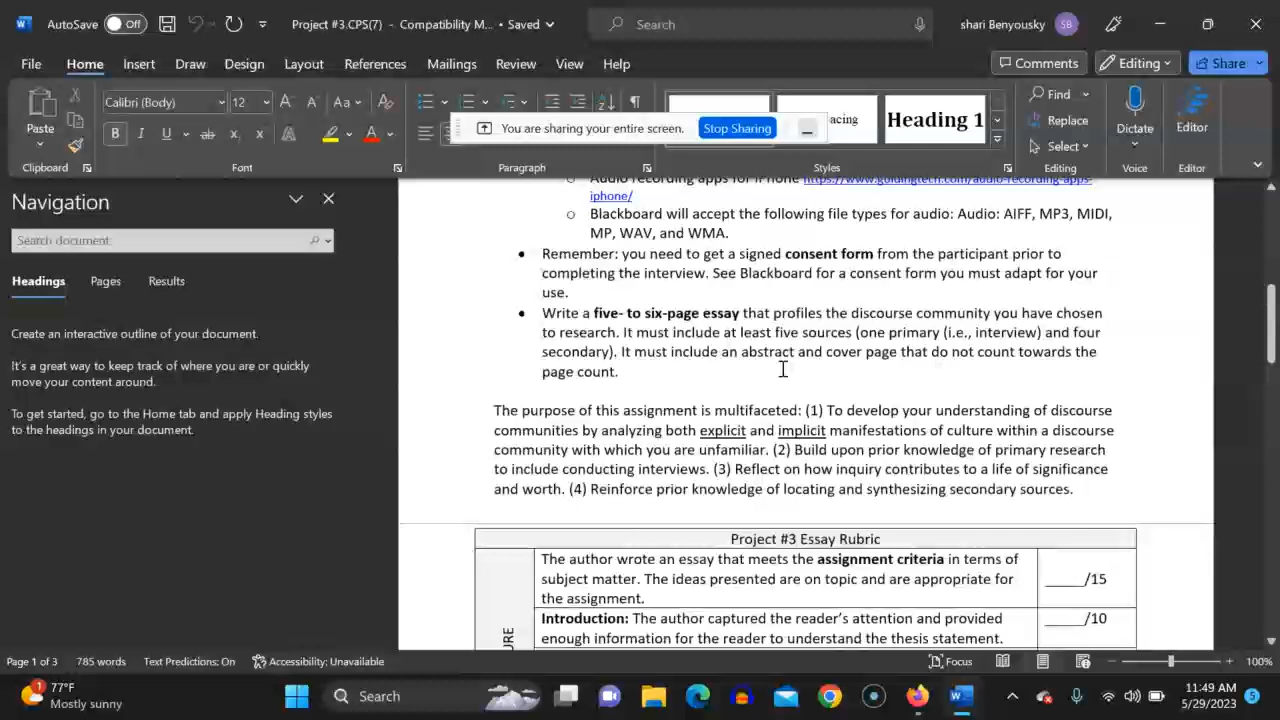 AutoSave Off Project #3.CPS(7) - Compatibility M... • Saved Search shari Benyousky SB
File Home Insert Draw Design Layout References Mailings Review View Help Comments Editing Share
Paste Calibri (Body) 12 Aa Heading 1 Find Replace Select Dictate Editor
B I U ab x x A A
You are sharing your entire screen. Stop Sharing
Clipboard Font Paragraph Styles Editing Voice Editor
Navigation
Search document
Headings Pages Results
Create an interactive outline of your document.
It's a great way to keep track of where you are or quickly
move your content around.
To get started, go to the Home tab and apply Heading styles
to the headings in your document.
Audio recording apps for iPhone https://www.goldingtech.com/audio-recording-apps-
iphone/
Blackboard will accept the following file types for audio: Audio: AIFF, MP3, MIDI,
MP, WAV, and WMA.
Remember: you need to get a signed consent form from the participant prior to
completing the interview. See Blackboard for a consent form you must adapt for your
use.
Write a five- to six-page essay that profiles the discourse community you have chosen
to research. It must include at least five sources (one primary (i.e., interview) and four
secondary). It must include an abstract and cover page that do not count towards the
page count.
The purpose of this assignment is multifaceted: (1) To develop your understanding of discourse
communities by analyzing both explicit and implicit manifestations of culture within a discourse
community with which you are unfamiliar. (2) Build upon prior knowledge of primary research
to include conducting interviews. (3) Reflect on how inquiry contributes to a life of significance
and worth. (4) Reinforce prior knowledge of locating and synthesizing secondary sources.
Project #3 Essay Rubric
The author wrote an essay that meets the assignment criteria in terms of
subject matter. The ideas presented are on topic and are appropriate for
the assignment.
_____/15
Introduction: The author captured the reader's attention and provided
enough information for the reader to understand the thesis statement.
_____/10
URE
Page 1 of 3 785 words Text Predictions: On Accessibility: Unavailable Focus 100%
77°F
Mostly sunny
Search
11:49 AM
5/29/2023